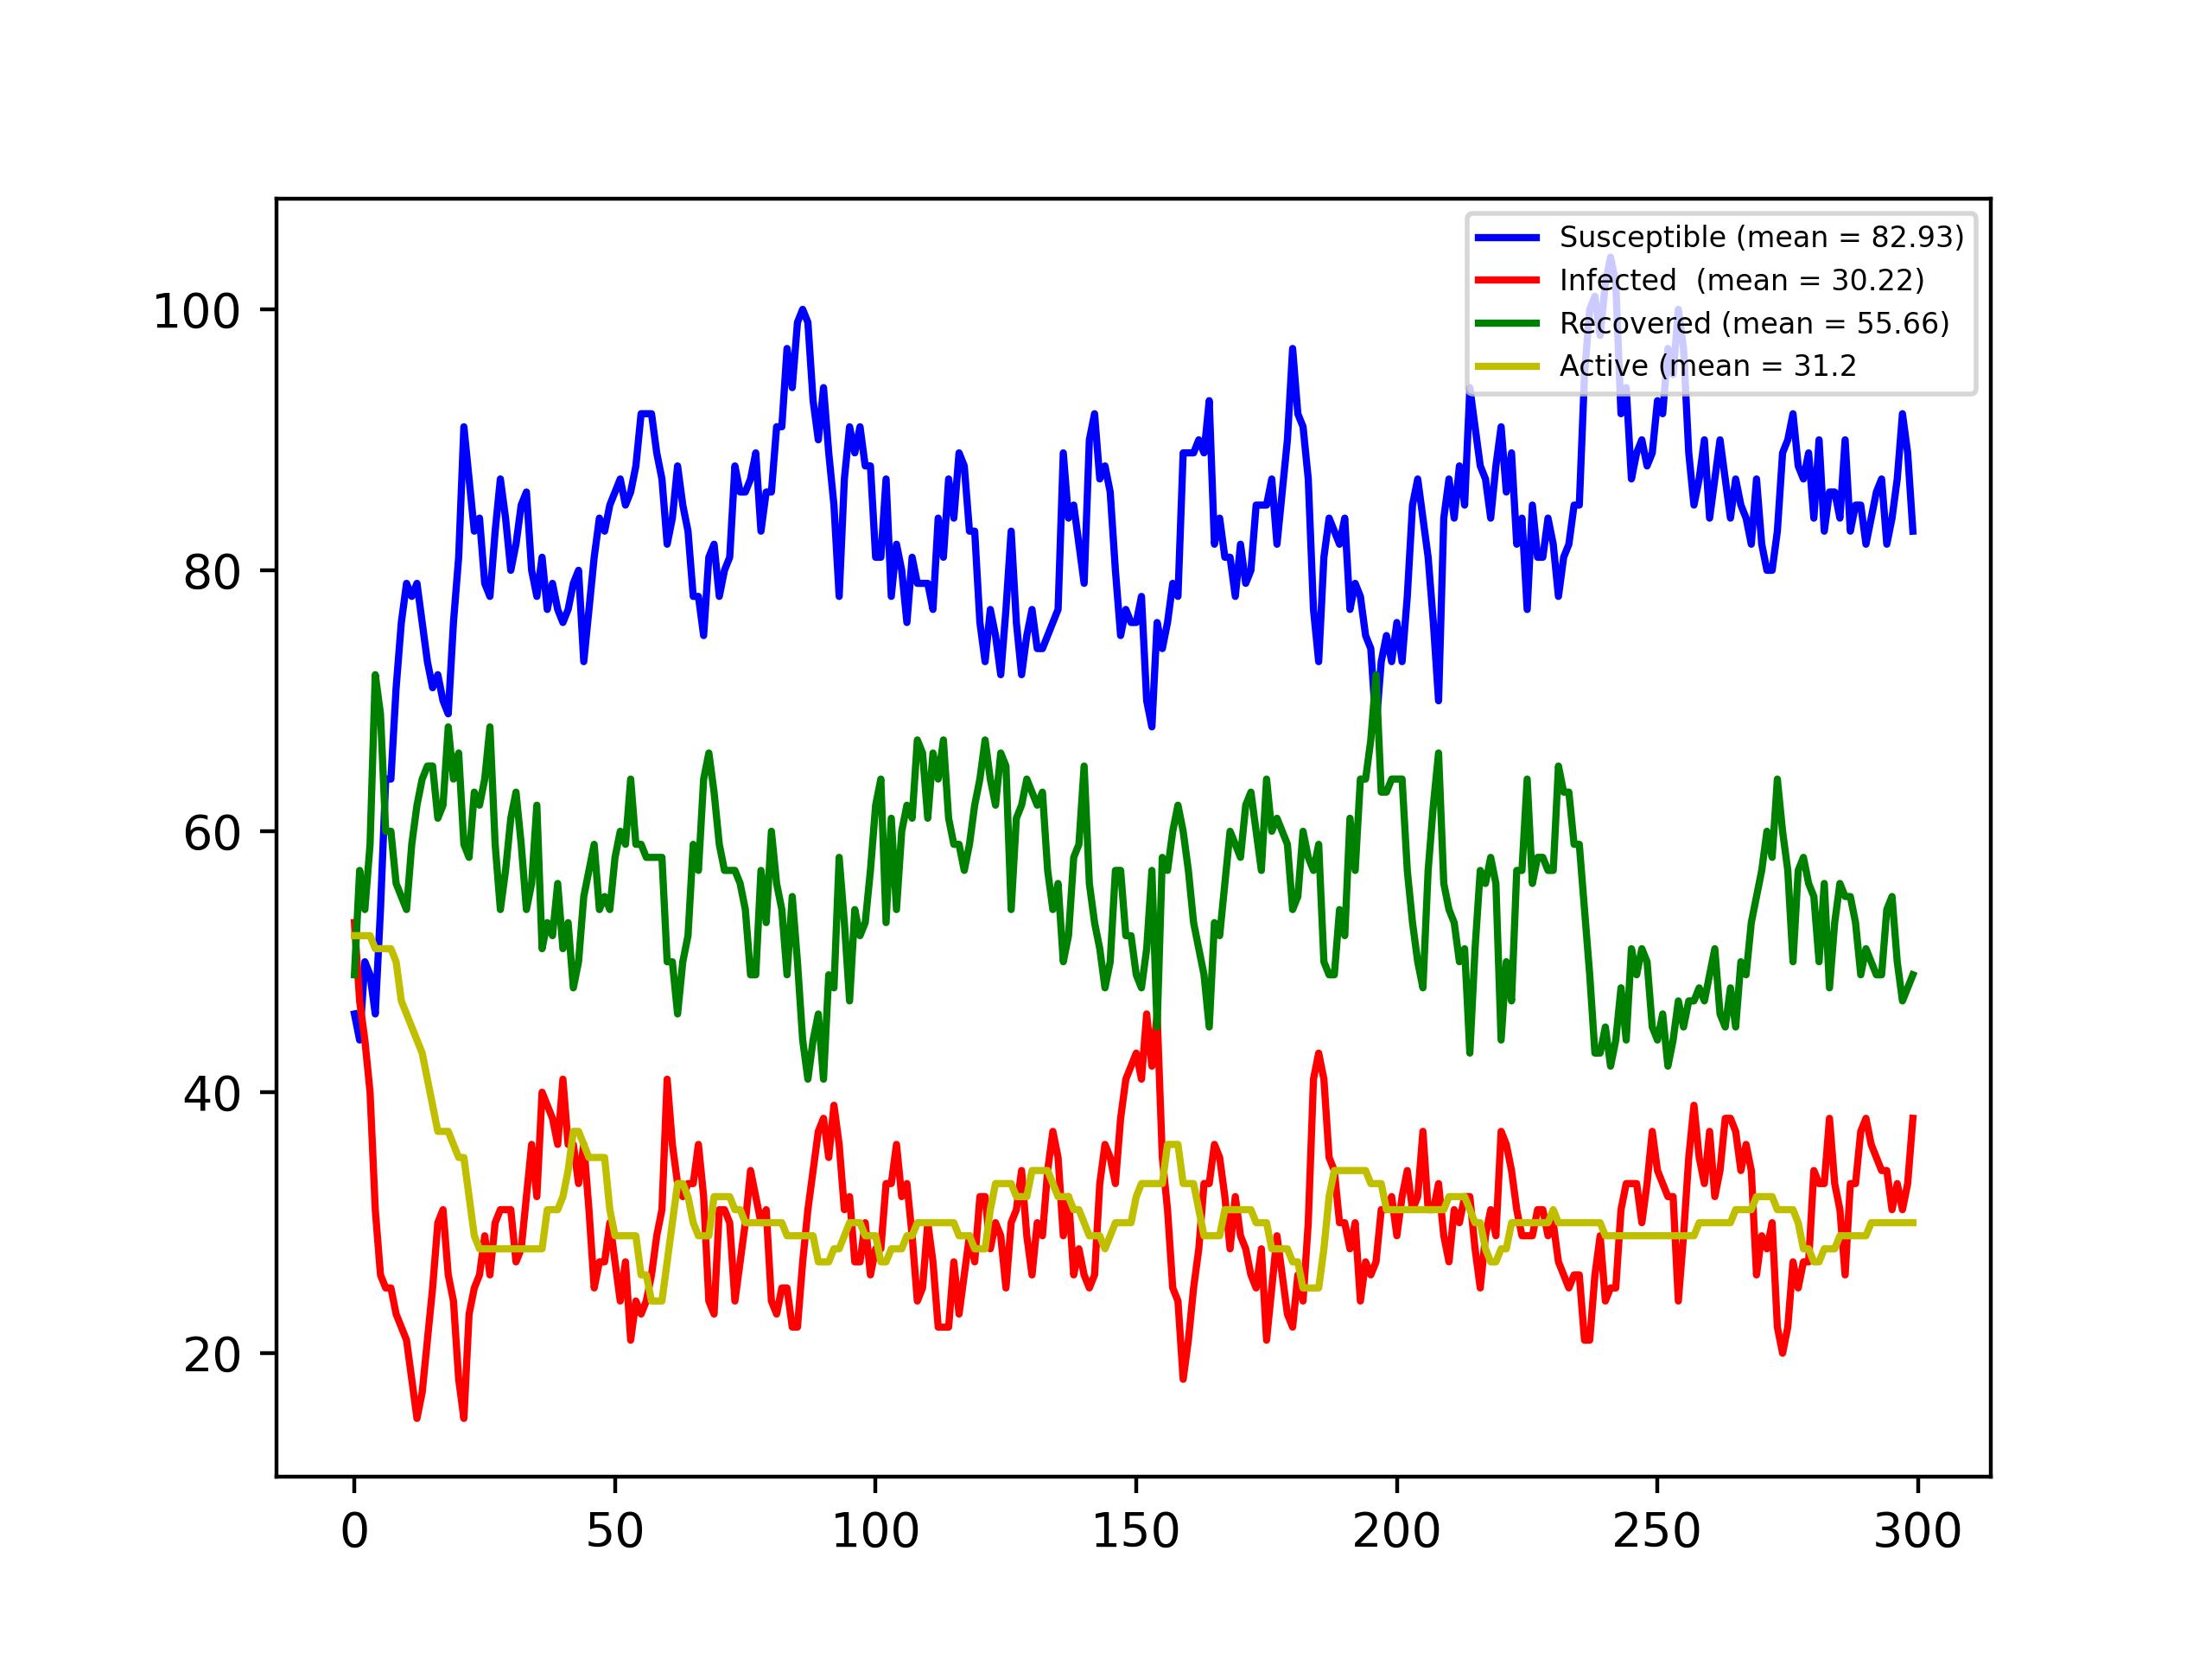 Susceptible (mean = 82.93)
Infected  (mean = 30.22)
Recovered (mean = 55.66)
Active (mean = 31.2
100
80
60
40
20
0 50 100 150 200 250 300